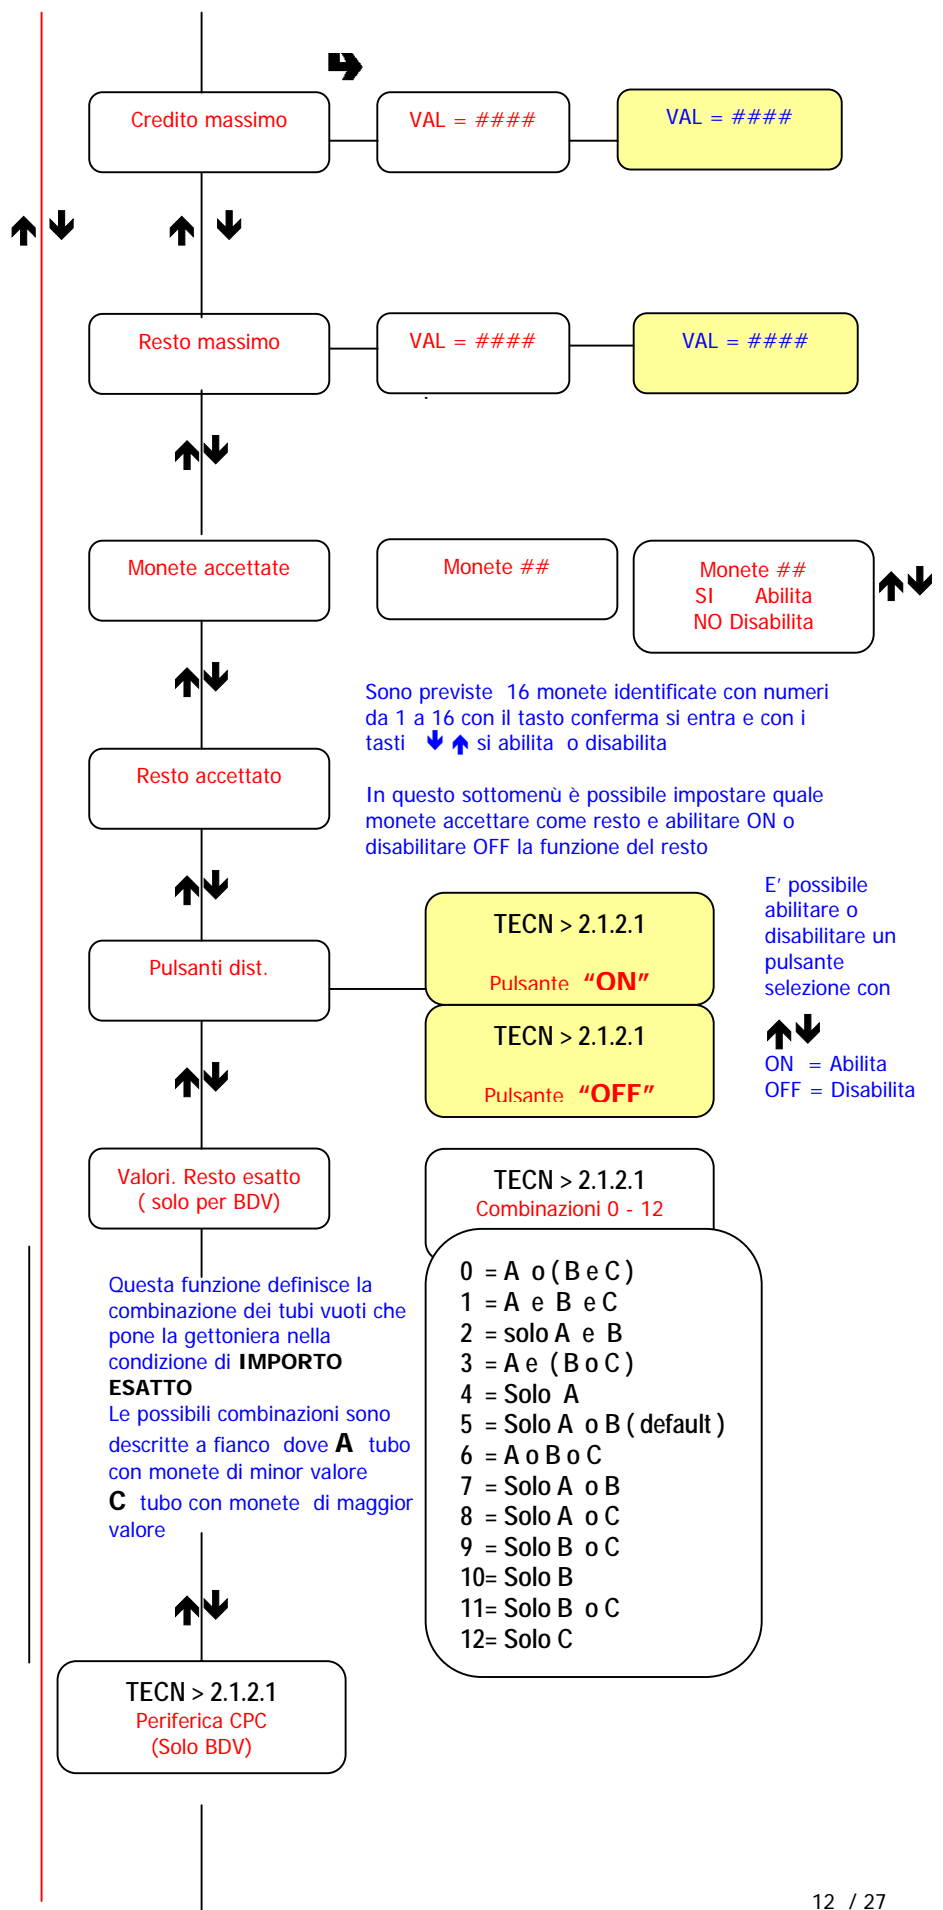 Credito massimo
VAL = ####
VAL = ####
Resto massimo
VAL = ####
VAL = ####
Monete accettate
Monete ##
Monete ##
SI Abilita
NO Disabilita
Sono previste 16 monete identificate con numeri
da 1 a 16 con il tasto conferma si entra e con i
tasti ↓ ↑ si abilita o disabilita
Resto accettato
In questo sottomenù è possibile impostare quale
monete accettare come resto e abilitare ON o
disabilitare OFF la funzione del resto
Pulsanti dist.
TECN > 2.1.2.1
Pulsante “ON”
TECN > 2.1.2.1
Pulsante “OFF”
E’ possibile
abilitare o
disabilitare un
pulsante
selezione con
ON = Abilita
OFF = Disabilita
Valori. Resto esatto
( solo per BDV)
TECN > 2.1.2.1
Combinazioni 0 - 12
0 = A o ( B e C )
1 = A e B e C
2 = solo A e B
3 = A e ( B o C )
4 = Solo A
5 = Solo A o B ( default )
6 = A o B o C
7 = Solo A o B
8 = Solo A o C
9 = Solo B o C
10= Solo B
11= Solo B o C
12= Solo C
Questa funzione definisce la
combinazione dei tubi vuoti che
pone la gettoniera nella
condizione di IMPORTO
ESATTO
Le possibili combinazioni sono
descritte a fianco dove A tubo
con monete di minor valore
C tubo con monete di maggior
valore
TECN > 2.1.2.1
Periferica CPC
(Solo BDV)
12 / 27